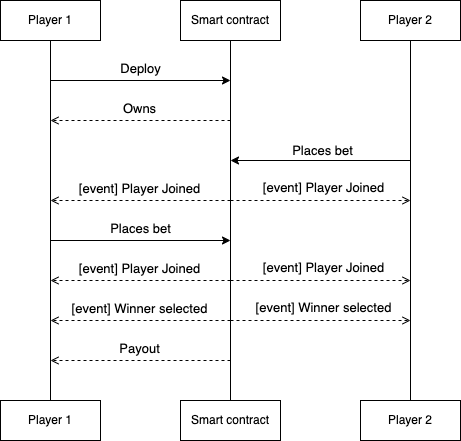 Player 1
Smart contract
Player 2
Deploy
Owns
Places bet
[event] Player Joined
[event] Player Joined
Places bet
[event] Player Joined
[event] Player Joined
[event] Winner selected
[event] Winner selected
Payout
Player 1
Smart contract
Player 2